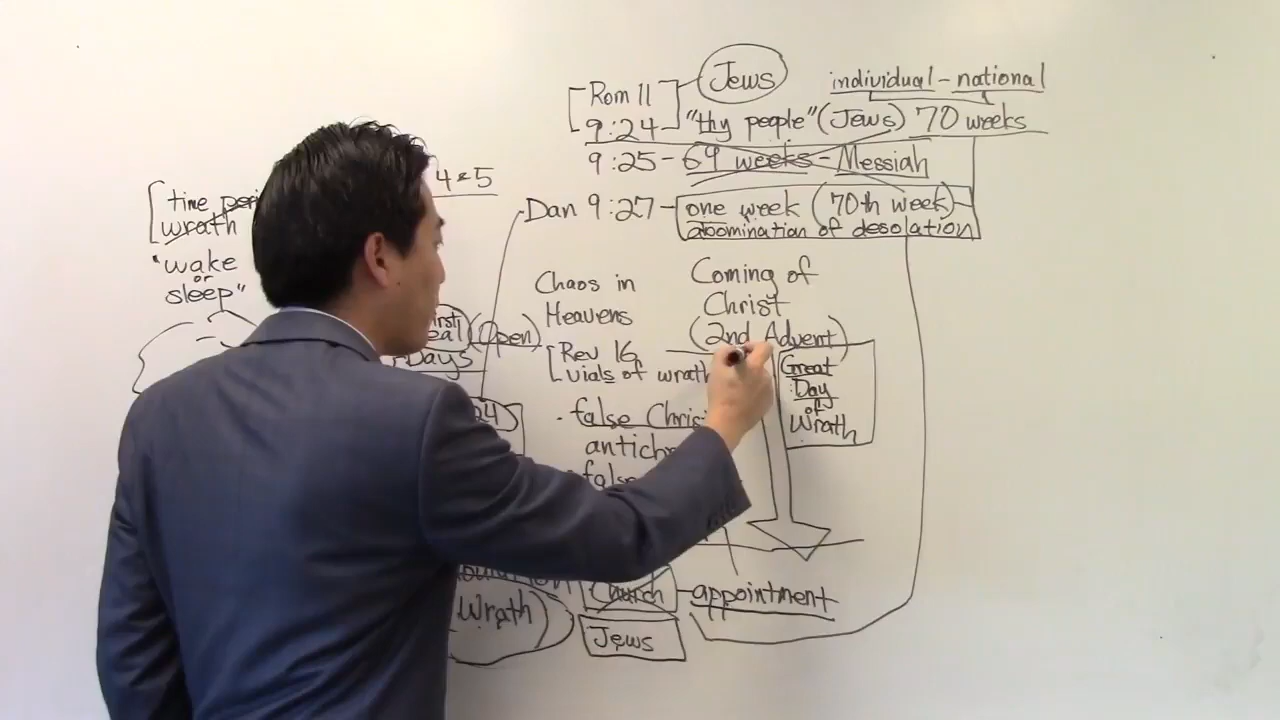 Jews
individual - national
Rom 11
9:24 "thy people" (Jews) 70 weeks
9:25 - 69 weeks - Messiah
Dan 9:27 - one week (70th week)
abomination of desolation
4 & 5
time
wrath
"wake
or
sleep"
(Open)
Days
24
Chaos in
Heavens
Rev 16
vials of wrath
- false
Coming of
Christ
(2nd Advent)
Great
Day
of
Wrath
Church - appointment
Wrath)
Jews